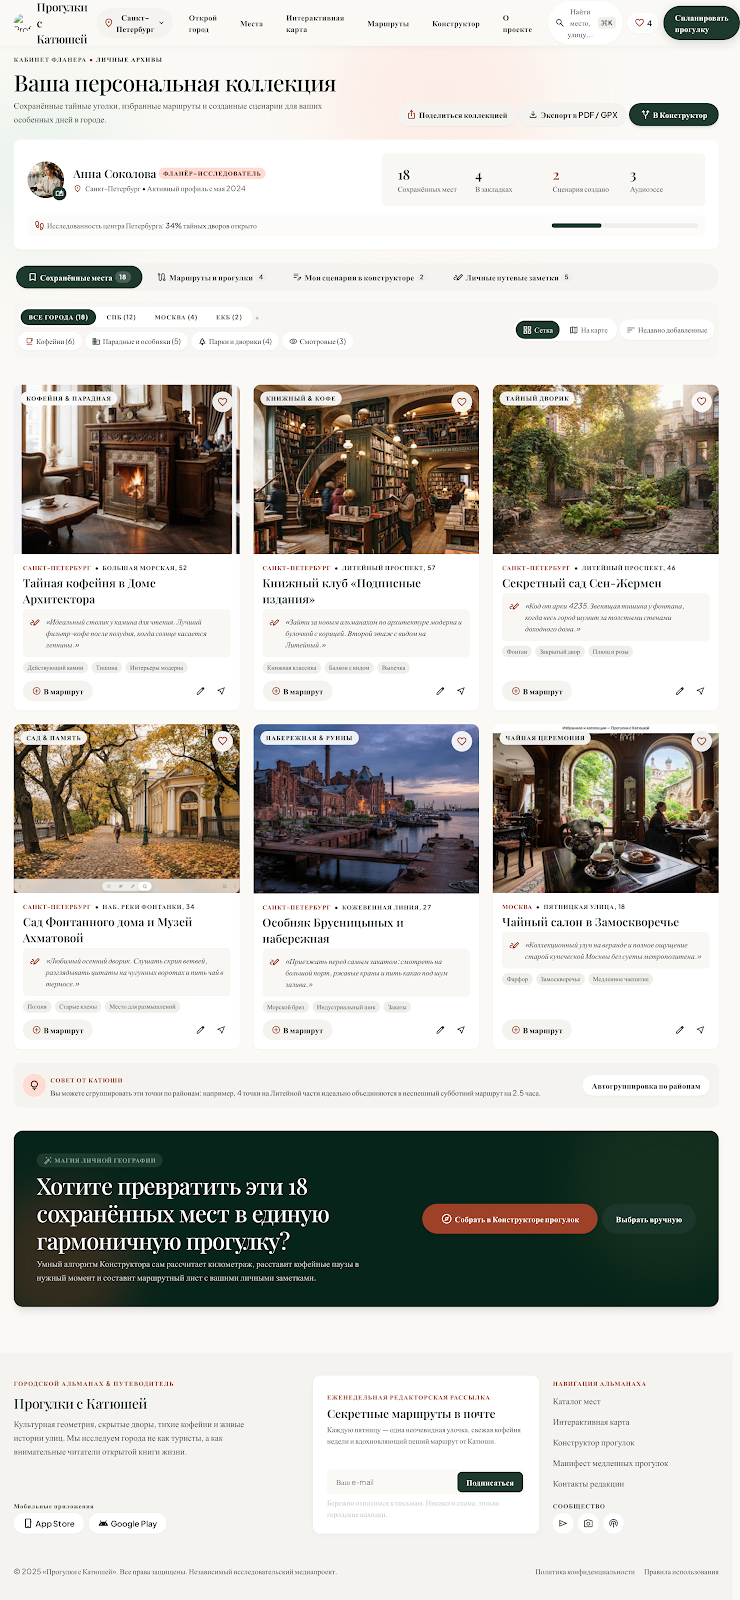 Прогулки
с
Катюшей
Санкт-
Петербург
Открой
город
Места
Интерактивная
карта
Маршруты
Конструктор
О
проекте
Найти
место,
улицу...
⌘K
4
Спланировать
прогулку
КАБИНЕТ ФЛАНЕРА • ЛИЧНЫЕ АРХИВЫ
Ваша персональная коллекция
Сохранённые тайные уголки, избранные маршруты и созданные сценарии для ваших
особенных дней в городе.
Поделиться коллекцией
Экспорт в PDF / GPX
В Конструктор
Анна Соколова
ФЛАНЁР-ИССЛЕДОВАТЕЛЬ
Санкт-Петербург • Активный профиль с мая 2024
18
Сохранённых мест
4
В закладках
2
Сценария создано
3
Аудиоэссе
Исследованность центра Петербурга: 34% тайных дворов открыто
Сохранённые места 18
Маршруты и прогулки 4
Мои сценарии в конструкторе 2
Личные путевые заметки 5
ВСЕ ГОРОДА (18)
СПБ (12)
МОСКВА (4)
ЕКБ (2)
+
Кофейни (6)
Парадные и особняки (5)
Парки и дворики (4)
Смотровые (3)
Сетка
На карте
Недавно добавленные
КОФЕЙНЯ & ПАРАДНАЯ
САНКТ-ПЕТЕРБУРГ • БОЛЬШАЯ МОРСКАЯ, 52
Тайная кофейня в Доме
Архитектора
«Идеальный столик у камина для чтения. Лучший
фильтр-кофе после полудня, когда солнце касается
лепнины.»
Действующий камин
Тишина
Интерьеры модерна
В маршрут
КНИЖНЫЙ & КОФЕ
САНКТ-ПЕТЕРБУРГ • ЛИТЕЙНЫЙ ПРОСПЕКТ, 57
Книжный клуб «Подписные
издания»
«Зайти за новым альманахом по архитектуре модерна и
булочкой с корицей. Второй этаж с видом на
Литейный.»
Книжная классика
Балкон с видом
Выпечка
В маршрут
ТАЙНЫЙ ДВОРИК
САНКТ-ПЕТЕРБУРГ • ЛИТЕЙНЫЙ ПРОСПЕКТ, 46
Секретный сад Сен-Жермен
«Код от арки 4235. Звенящая тишина у фонтана,
когда весь город шумит за толстыми стенами
доходного дома.»
Фонтан
Закрытый двор
Плющ и розы
В маршрут
САД & ПАМЯТЬ
САНКТ-ПЕТЕРБУРГ • НАБ. РЕКИ ФОНТАНКИ, 34
Сад Фонтанного дома и Музей
Ахматовой
«Любимый осенний дворик. Слушать скрип ветвей,
разглядывать цитаты на чугунных воротах и пить чай в
термосе.»
Поэзия
Старые клены
Место для размышлений
В маршрут
НАБЕРЕЖНАЯ & РУИНЫ
САНКТ-ПЕТЕРБУРГ • КОЖЕВЕННАЯ ЛИНИЯ, 27
Особняк Брусницыных и
набережная
«Приезжать перед самым закатом: смотреть на
большой порт, ржавые краны и пить какао под шум
залива.»
Морской бриз
Индустриальный шик
Закаты
В маршрут
Избранное и коллекции — Прогулки с Катюшей
ЧАЙНАЯ ЦЕРЕМОНИЯ
МОСКВА • ПЯТНИЦКАЯ УЛИЦА, 18
Чайный салон в Замоскворечье
«Коллекционный улун на веранде и полное ощущение
старой купеческой Москвы без суеты метрополитена.»
Фарфор
Замоскворечье
Медленное чаепитие
В маршрут
СОВЕТ ОТ КАТЮШИ
Вы можете сгруппировать эти точки по районам: например, 4 точки на Литейной части идеально объединяются в неспешный субботний маршрут на 2.5 часа.
Автогруппировка по районам
МАГИЯ ЛИЧНОЙ ГЕОГРАФИИ
Хотите превратить эти 18
сохранённых мест в единую
гармоничную прогулку?
Умный алгоритм Конструктора сам рассчитает километраж, расставит кофейные паузы в
нужный момент и составит маршрутный лист с вашими личными заметками.
Собрать в Конструкторе прогулок
Выбрать вручную
ГОРОДСКОЙ АЛЬМАНАХ & ПУТЕВОДИТЕЛЬ
Прогулки с Катюшей
Культурная геометрия, скрытые дворы, тихие кофейни и живые
истории улиц. Мы исследуем города не как туристы, а как
внимательные читатели открытой книги жизни.
Мобильные приложения
App Store
Google Play
ЕЖЕНЕДЕЛЬНАЯ РЕДАКТОРСКАЯ РАССЫЛКА
Секретные маршруты в почте
Каждую пятницу — одна неочевидная улочка, свежая кофейня
недели и вдохновляющий пеший маршрут от Катюши.
Ваш e-mail
Подписаться
Бережно относимся к письмам. Никакого спама, только
городские находки.
НАВИГАЦИЯ АЛЬМАНАХА
Каталог мест
Интерактивная карта
Конструктор прогулок
Манифест медленных прогулок
Контакты редакции
СООБЩЕСТВО
© 2025 «Прогулки с Катюшей». Все права защищены. Независимый исследовательский медиапроект.
Политика конфиденциальности
Правила использования